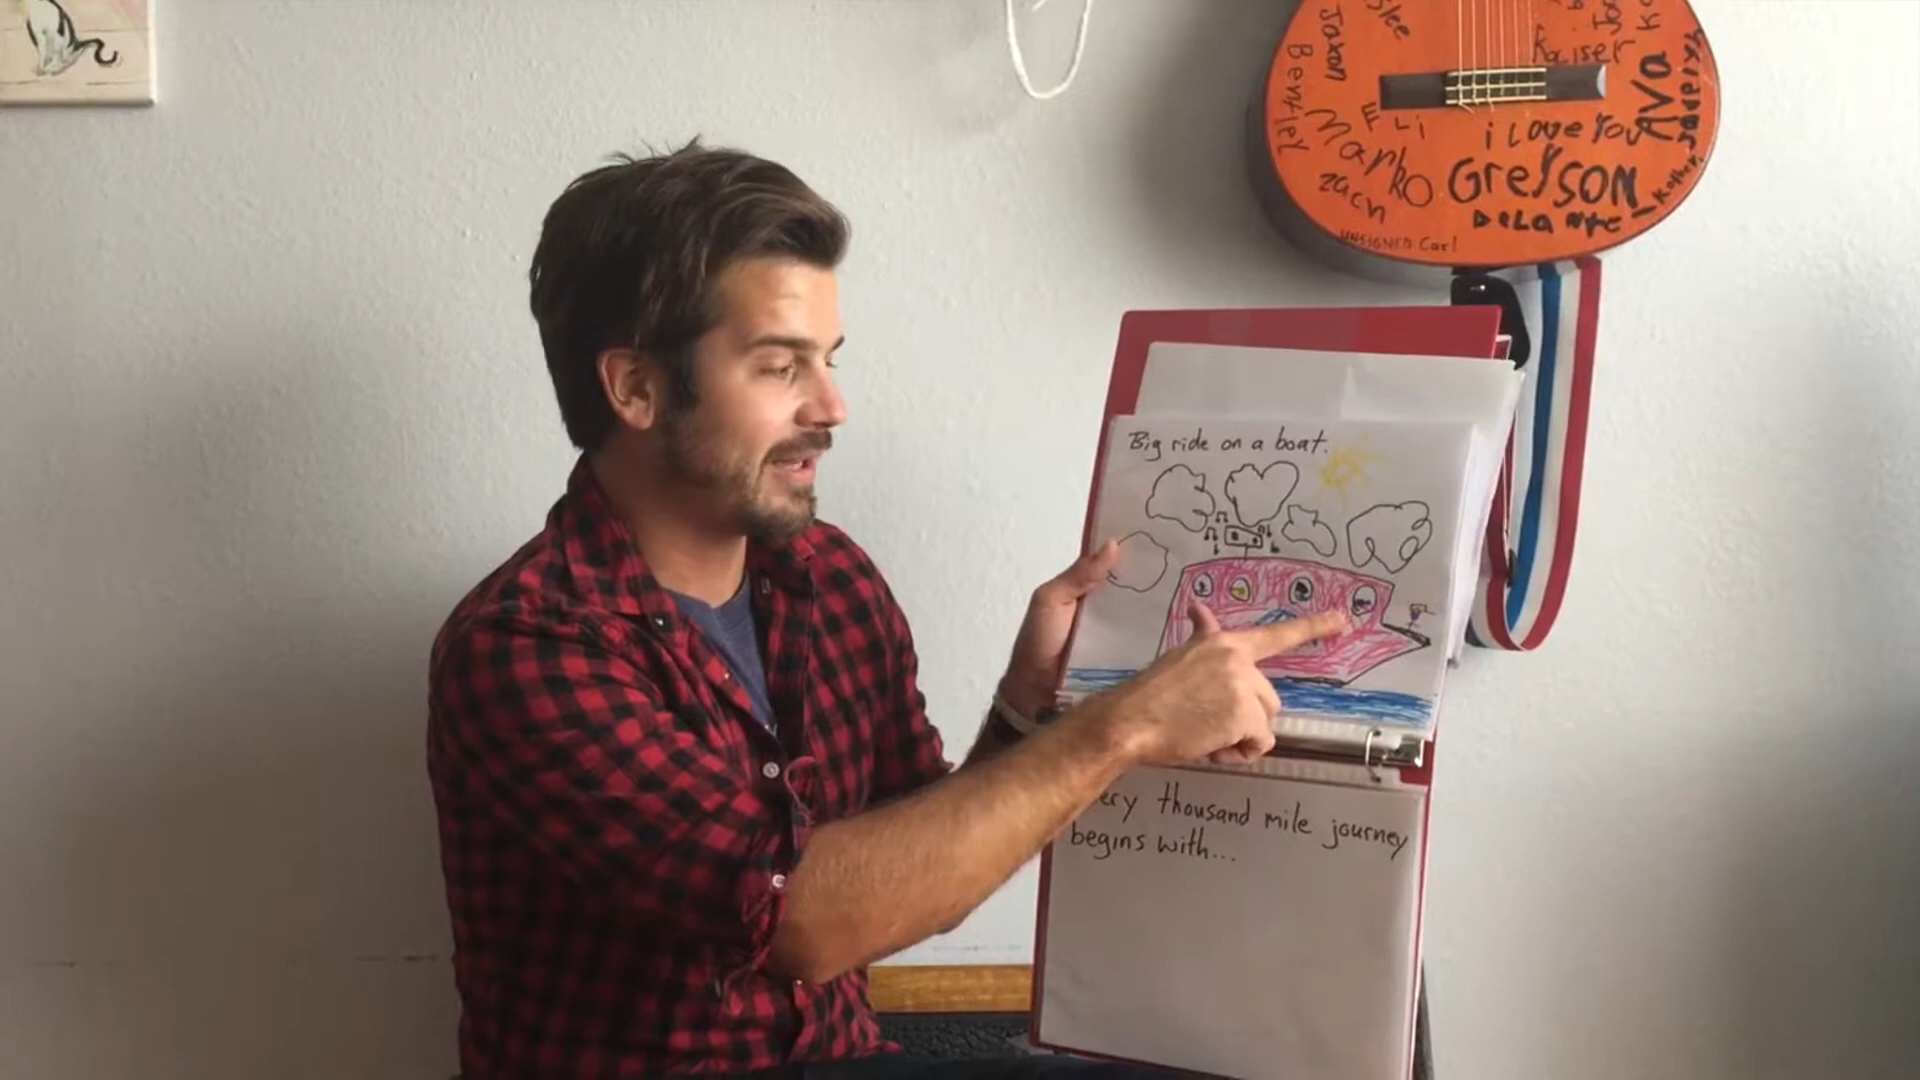 Jaxon
Bentley
Eli
Kaiser
Ava
i Love You
Marko
Greyson
zach
UNSIGNED Carl
Big ride on a boat.
thousand mile journey
begins with...